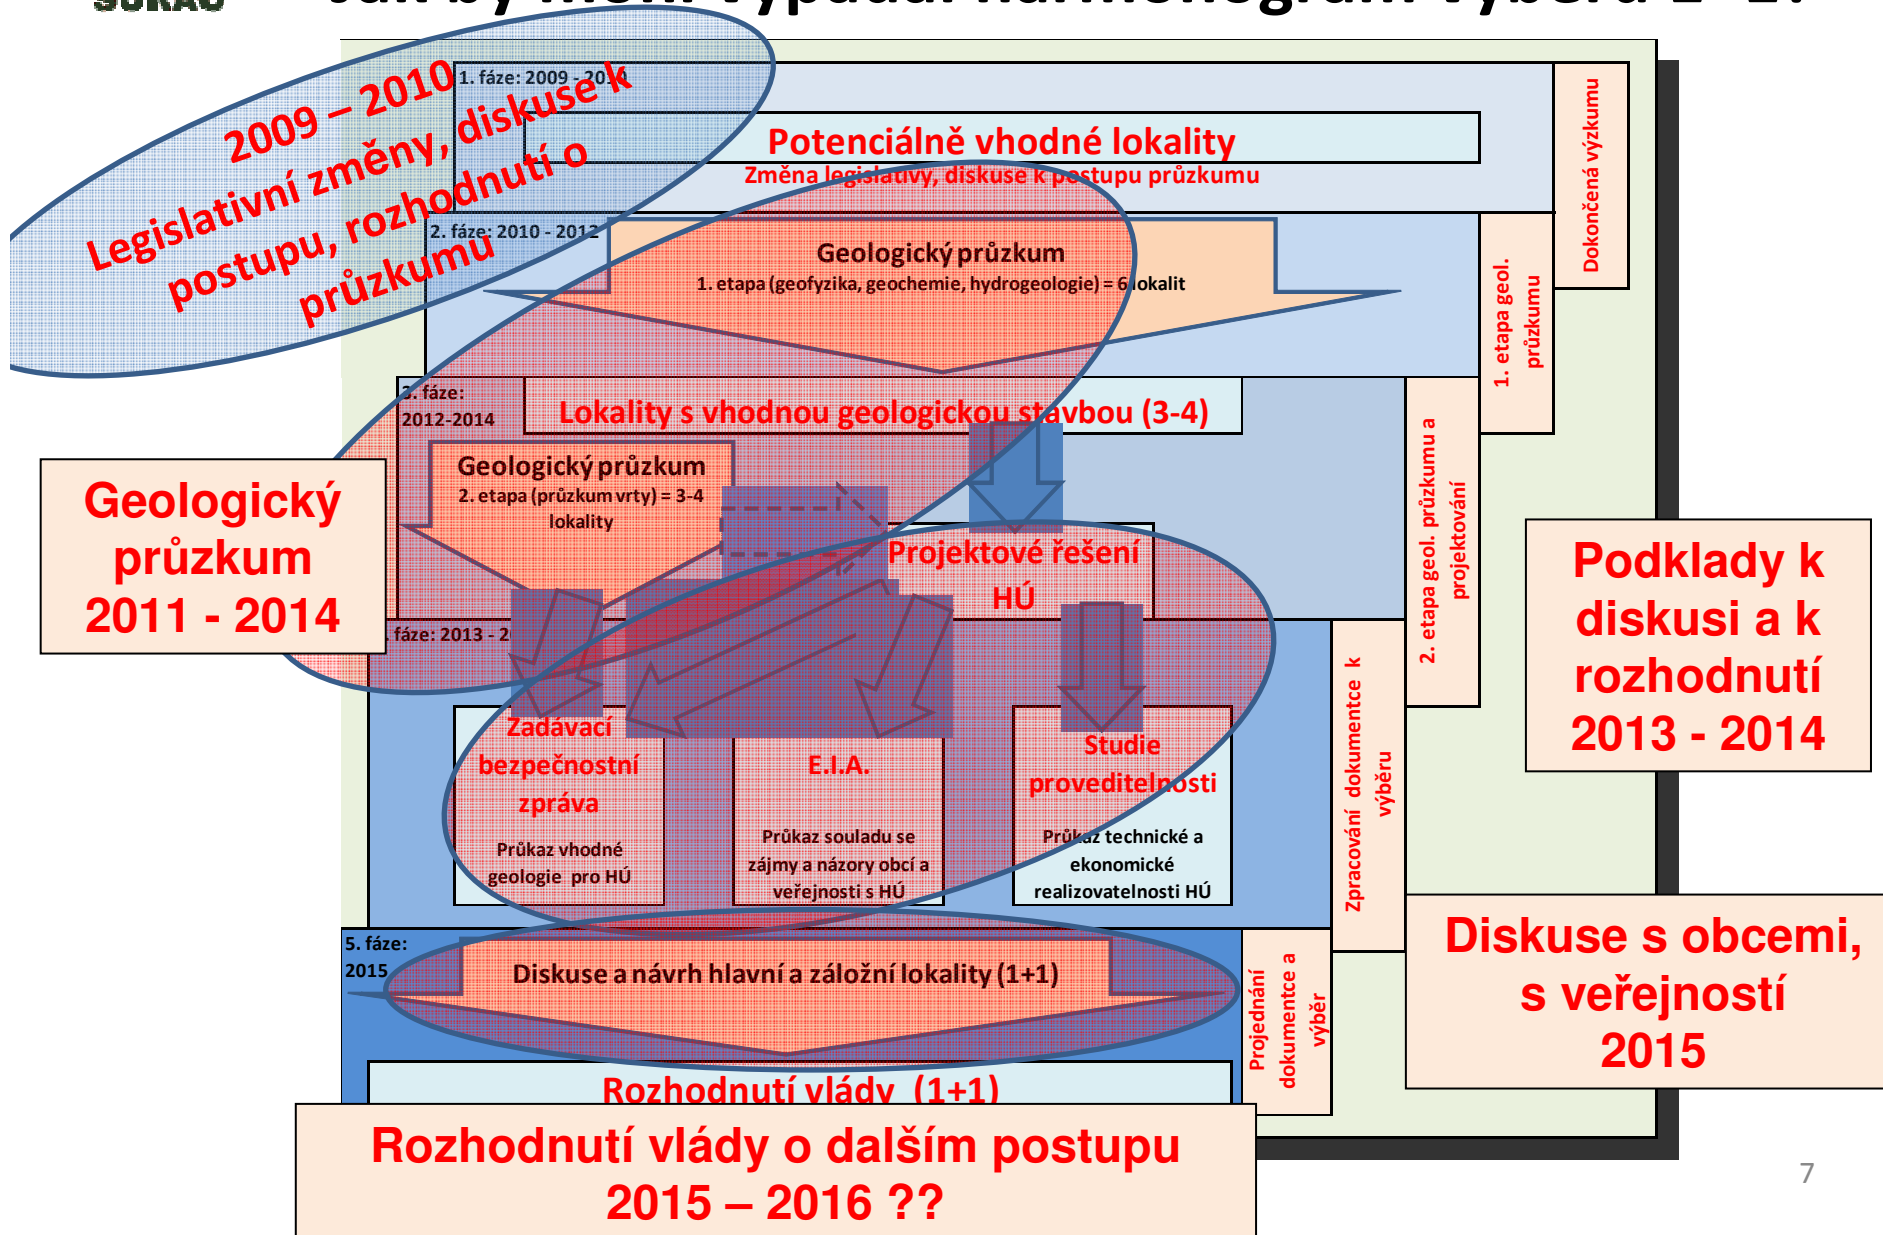 2009 – 2010
Legislativní změny, diskuse k
postupu, rozhodnutí o
průzkumu
1. fáze: 2009 - 2010
Potenciálně vhodné lokality
Změna legislativy, diskuse k postupu průzkumu
Dokončená výzkumu
2. fáze: 2010 - 2012
Geologický průzkum
1. etapa (geofyzika, geochemie, hydrogeologie) = 6 lokalit
1. etapa geol.
průzkumu
3. fáze:
2012-2014
Lokality s vhodnou geologickou stavbou (3-4)
Geologický průzkum
2. etapa (průzkum vrty) = 3-4
lokality
Projektové řešení
HÚ
2. etapa geol. průzkumu a
projektování
Geologický
průzkum
2011 - 2014
Podklady k
diskusi a k
rozhodnutí
2013 - 2014
fáze: 2013 - 2
Zadávací
bezpečnostní
zpráva
Průkaz vhodné
geologie pro HÚ
E.I.A.
Průkaz souladu se
zájmy a názory obcí a
veřejnosti s HÚ
Studie
proveditelnosti
Průkaz technické a
ekonomické
realizovatelnosti HÚ
Zpracování dokumentce k
výběru
Diskuse s obcemi,
s veřejností
2015
5. fáze:
2015
Diskuse a návrh hlavní a záložní lokality (1+1)
Projednání
dokumentce a
výběr
Rozhodnutí vlády (1+1)
Rozhodnutí vlády o dalším postupu
2015 – 2016 ??
7